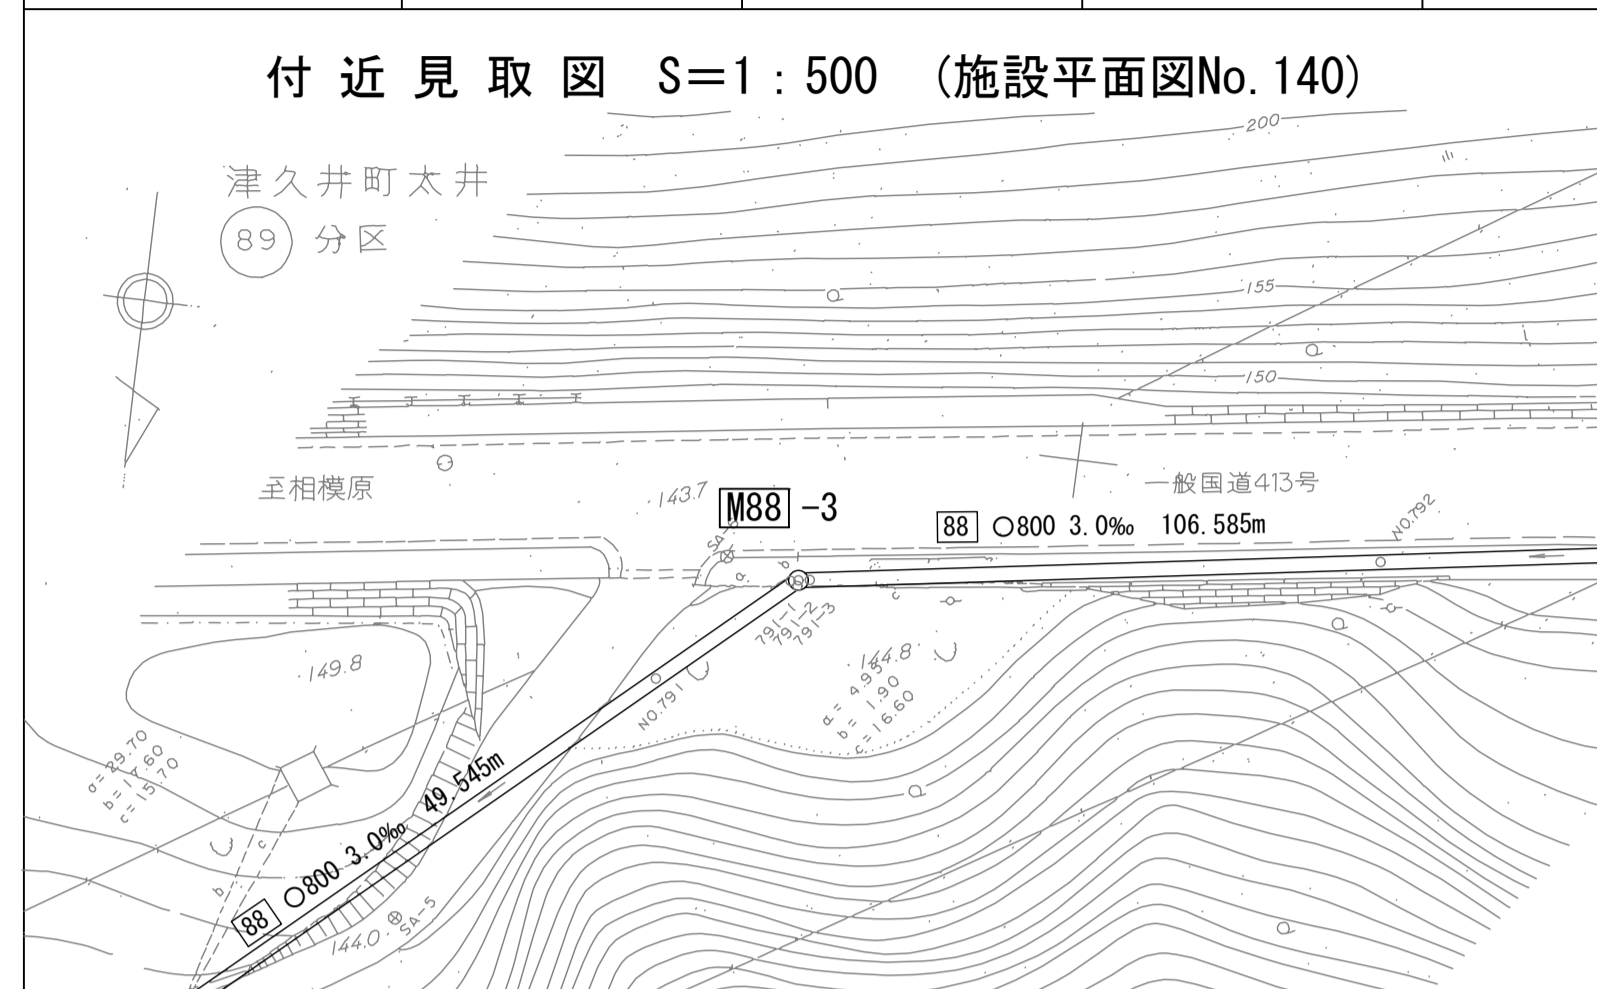 付近見取図 S=1:500 (施設平面図No.140)
200
津久井町太井
89 分区
155
150
至相模原
143.7
M88 -3
一般国道413号
88 ○800 3.0‰ 106.585m
NO.792
SA-6
a
b
c
791-1
791-2
791-3
149.8
144.8
NO.791
a= 4.95
b= 1.90
c=16.60
a=29.70
b=17.60
c=15.70
88 ○800 3.0‰ 49.545m
c
b
144.0
SA-5